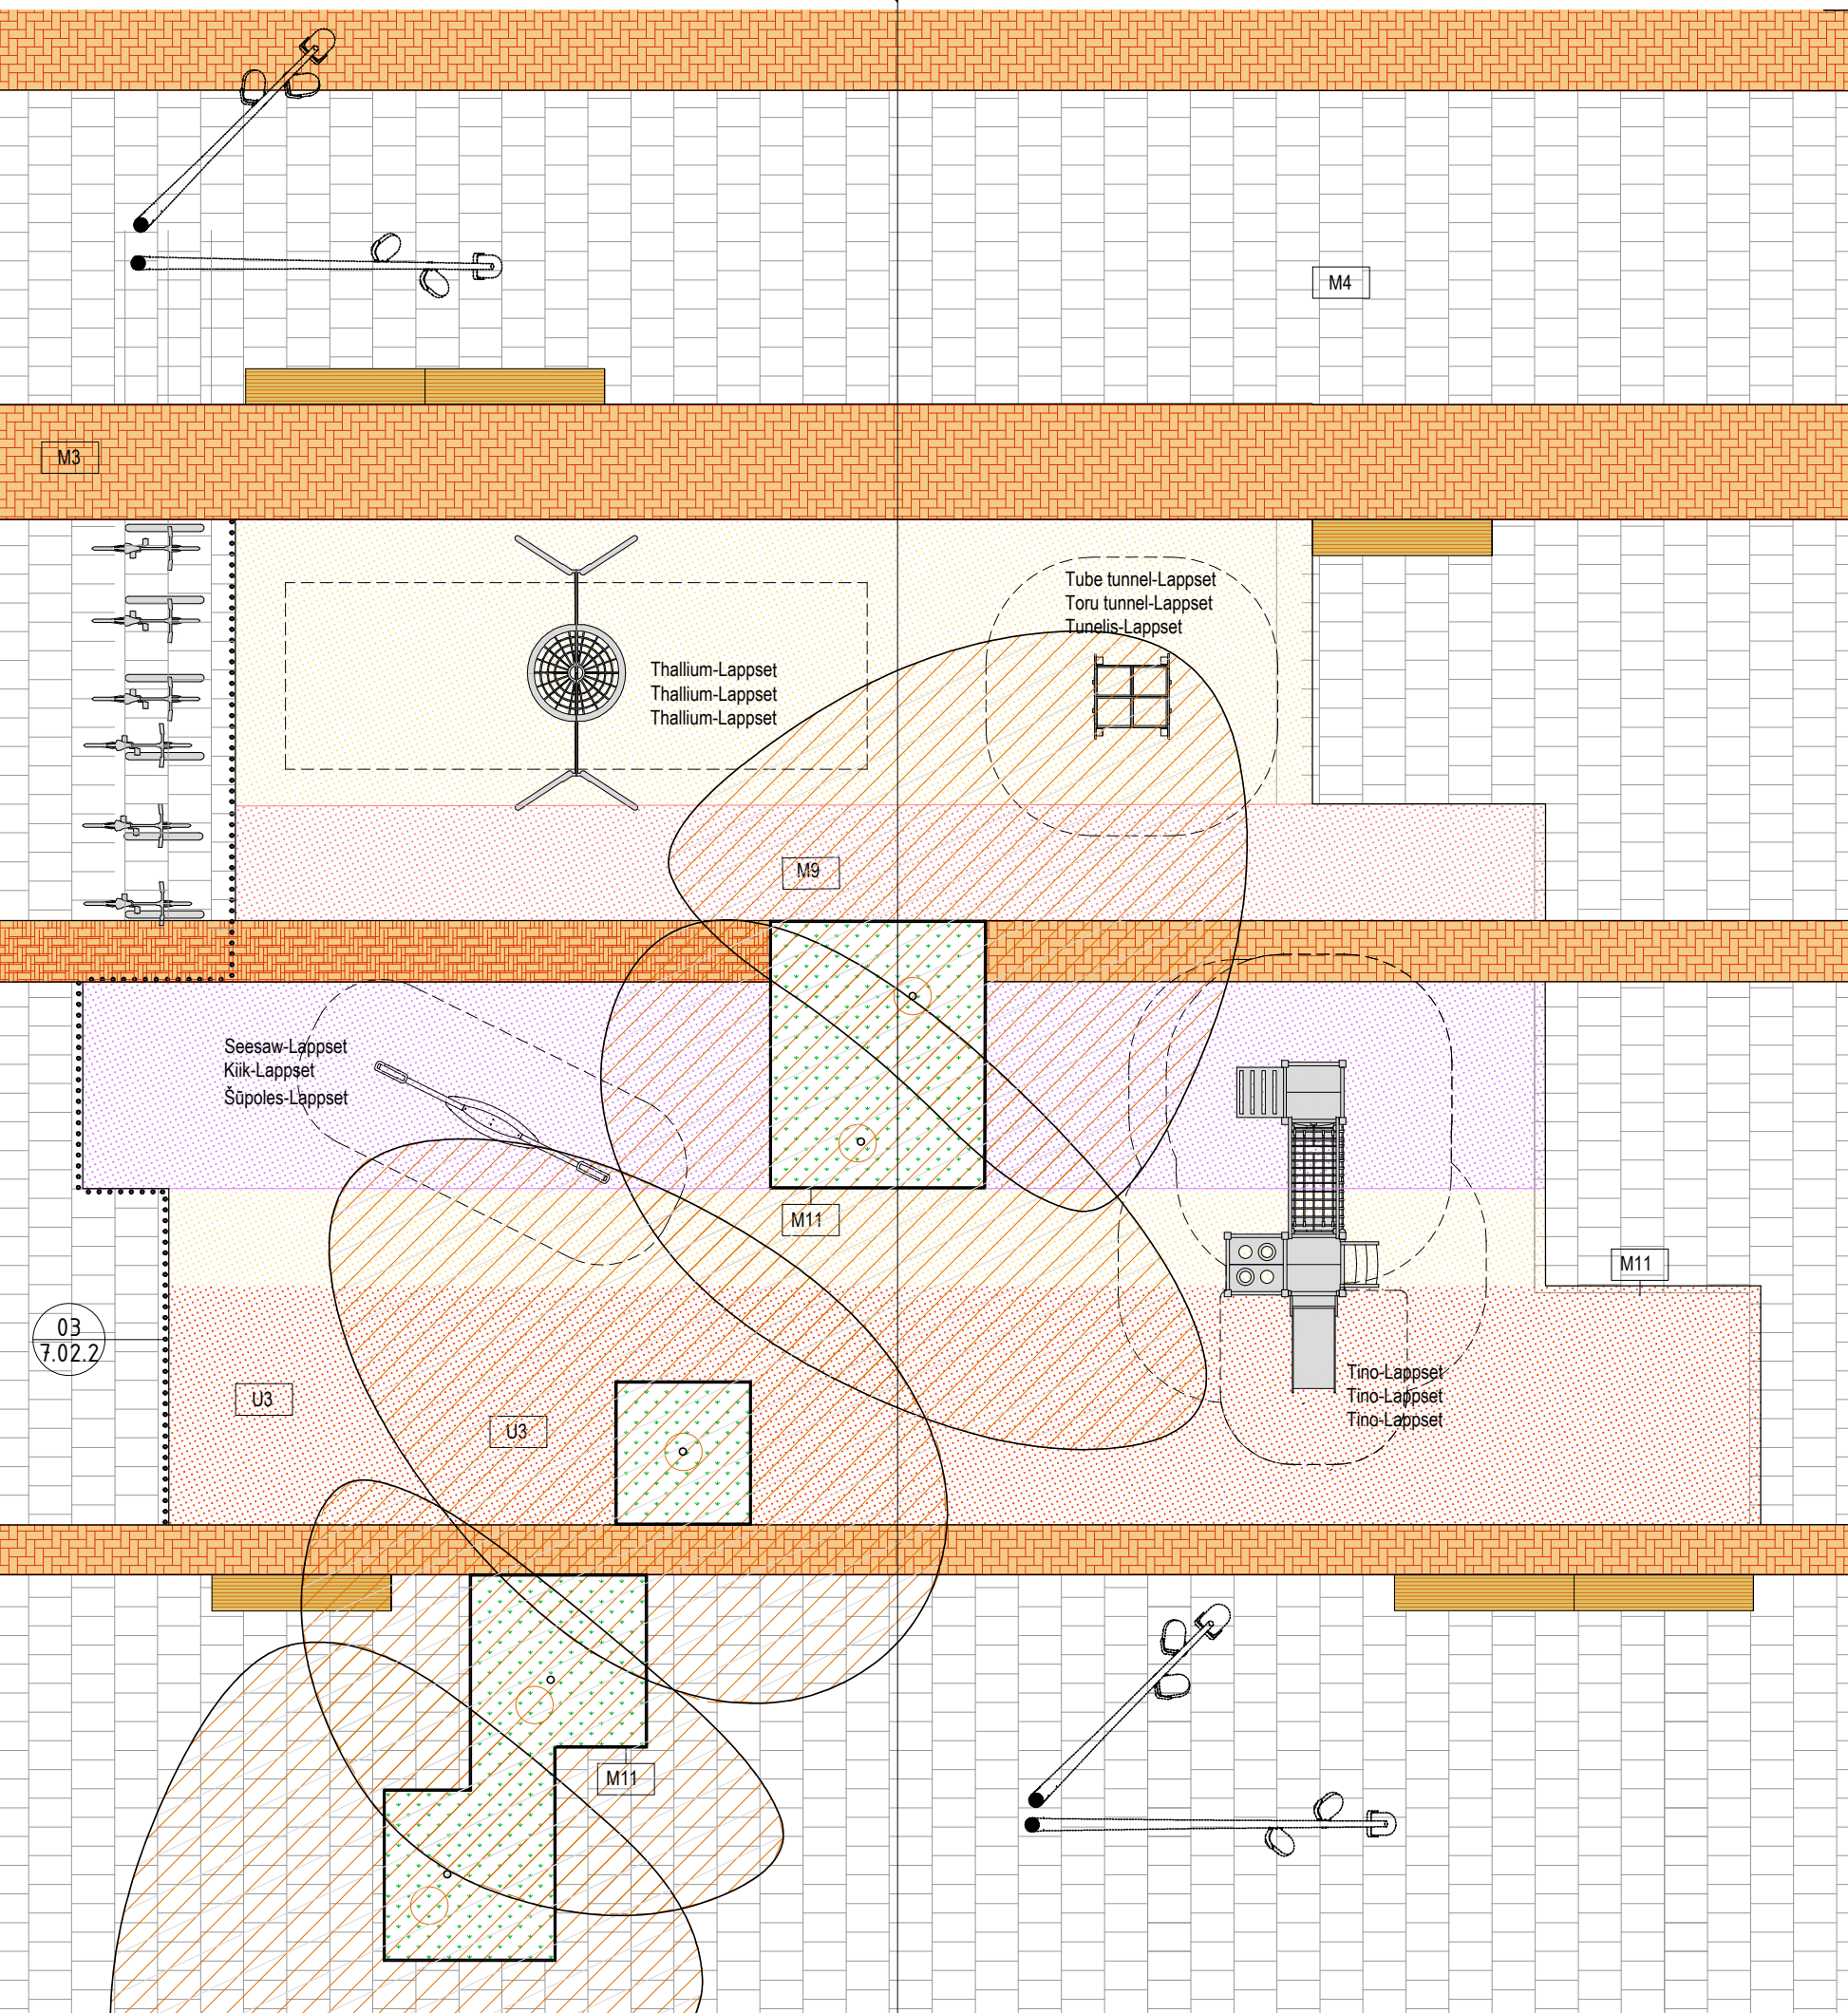 M4
M3
Tube tunnel-Lappset
Toru tunnel-Lappset
Tunelis-Lappset
Thallium-Lappset
Thallium-Lappset
Thallium-Lappset
M9
Seesaw-Lappset
Kiik-Lappset
Šūpoles-Lappset
M11
M11
03
7.02.2
U3
U3
Tino-Lappset
Tino-Lappset
Tino-Lappset
M11